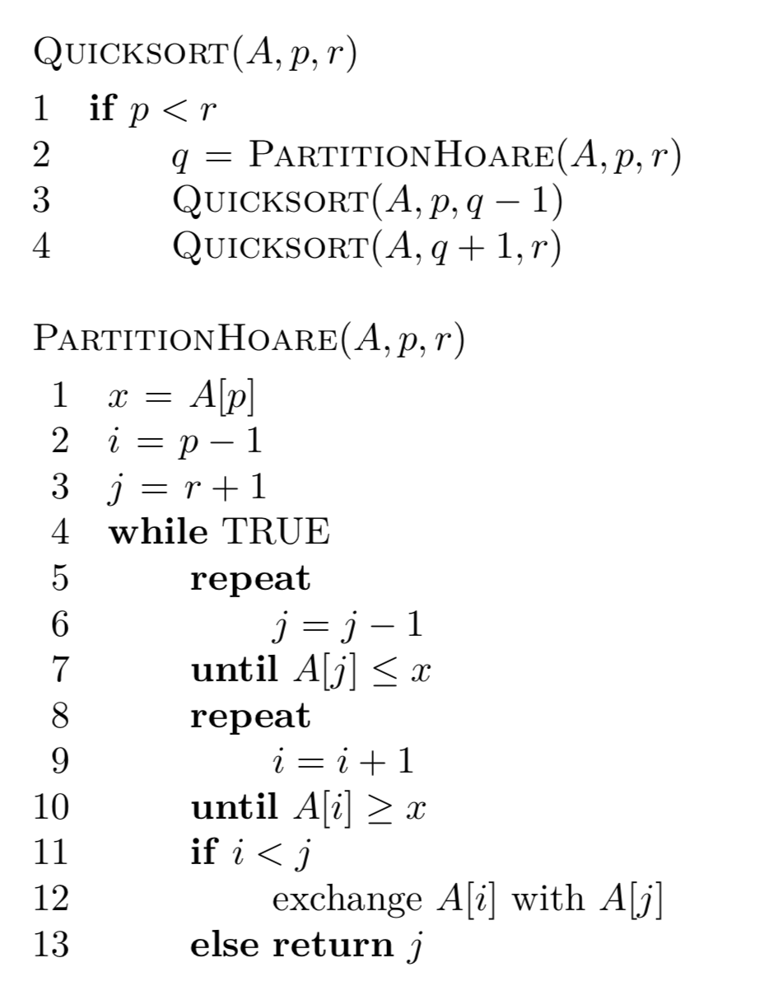 QUICKSORT(A, p, r)
1 if p < r
2 q = PARTITIONHOARE(A, p, r)
3 QUICKSORT(A, p, q − 1)
4 QUICKSORT(A, q + 1, r)
PARTITIONHOARE(A, p, r)
1 x = A[p]
2 i = p − 1
3 j = r + 1
4 while TRUE
5 repeat
6 j = j − 1
7 until A[j] ≤ x
8 repeat
9 i = i + 1
10 until A[i] ≥ x
11 if i < j
12 exchange A[i] with A[j]
13 else return j